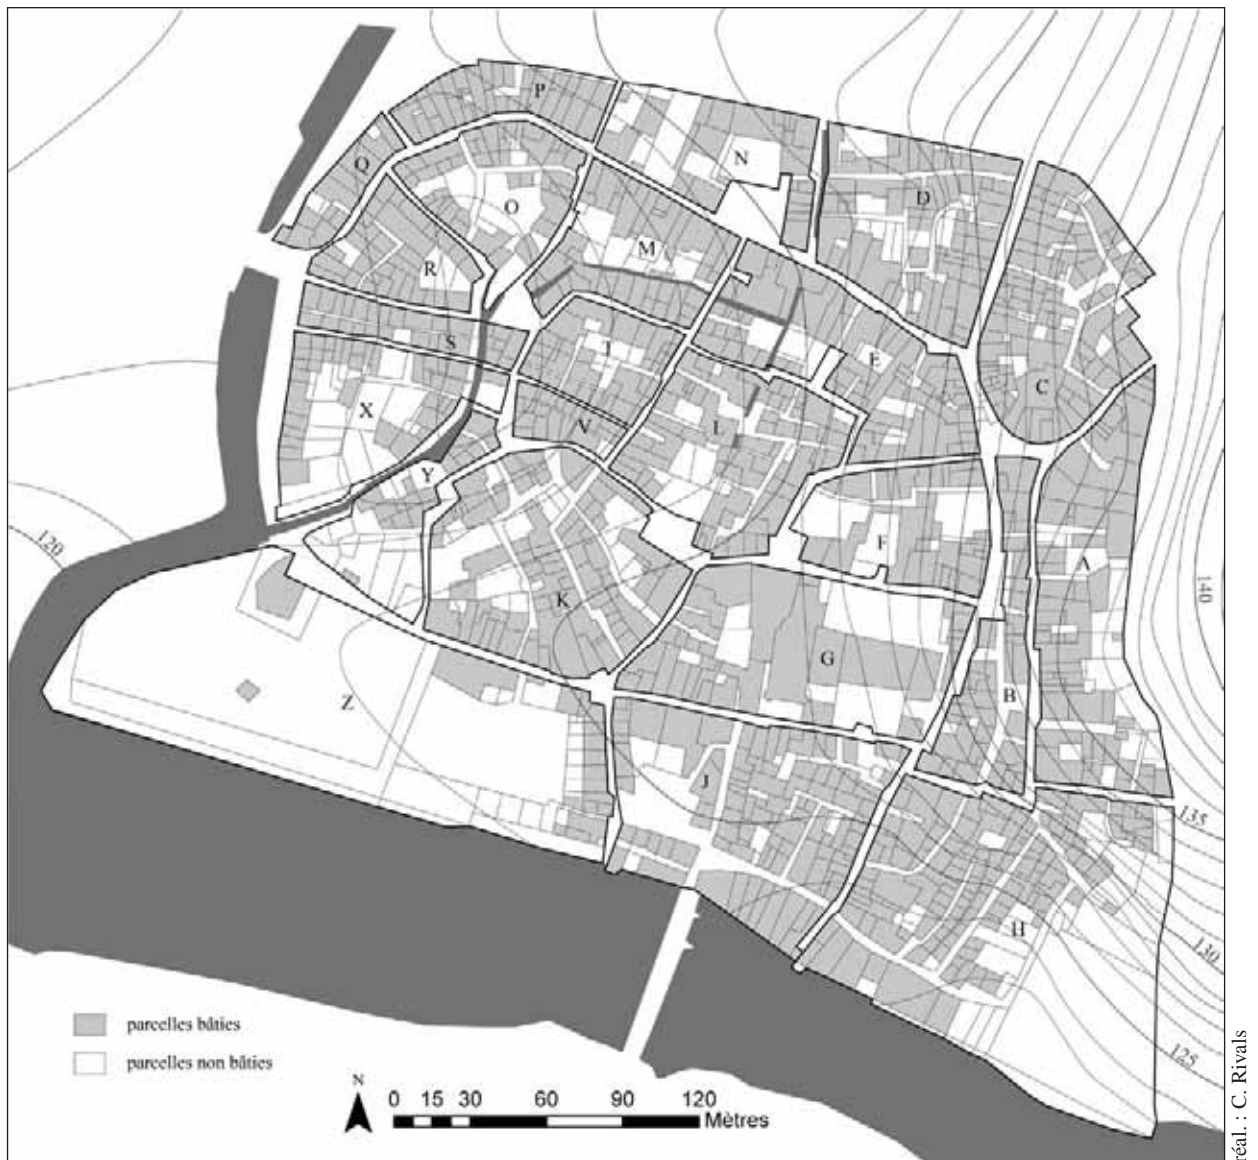 P
Q
N
O
D
M
R
S
E
C
X
L
V
Y
F
A
120
K
140
G
B
Z
J
135
H
130
parcelles bâties
parcelles non bâties
125
N
0 15 30 60 90 120
Mètres
réal. : C. Rivals